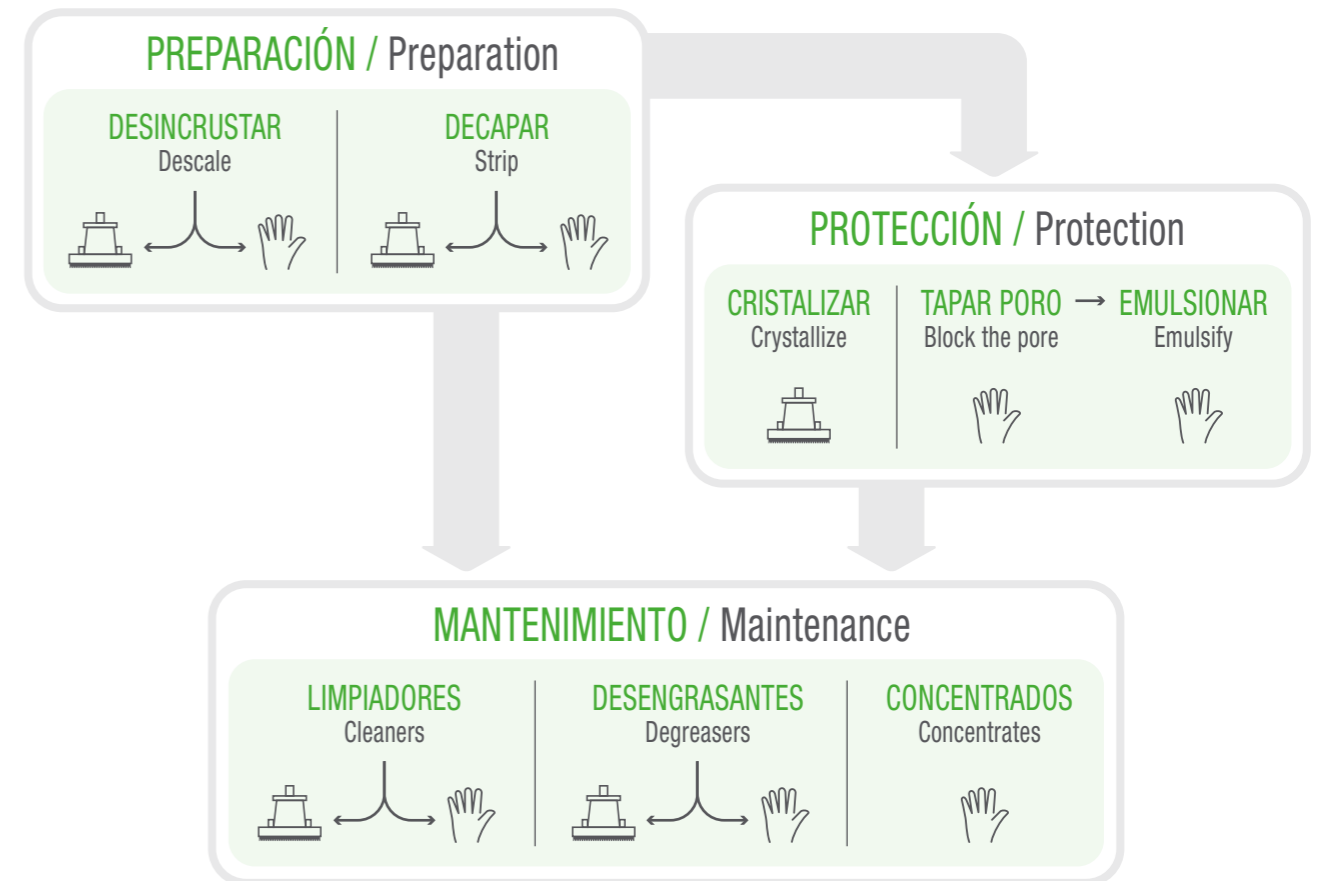 PREPARACIÓN / Preparation
DESINCRUSTAR
Descale
DECAPAR
Strip
PROTECCIÓN / Protection
CRISTALIZAR
Crystallize
TAPAR PORO → EMULSIONAR
Block the pore
Emulsify
MANTENIMIENTO / Maintenance
LIMPIADORES
Cleaners
DESENGRASANTES
Degreasers
CONCENTRADOS
Concentrates